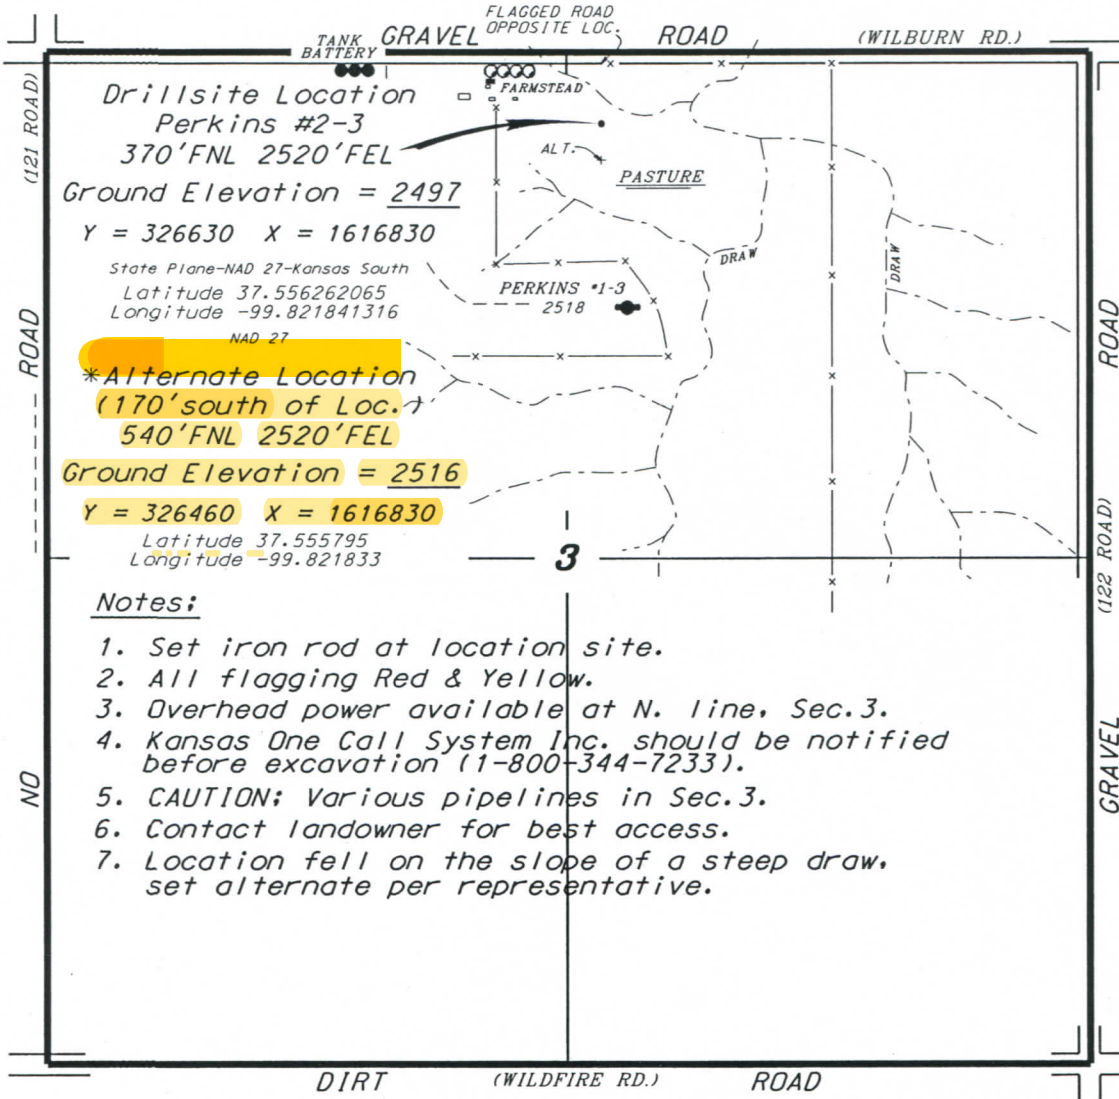 FLAGGED ROAD
OPPOSITE LOC.
GRAVEL ROAD (WILBURN RD.)
TANK
BATTERY
FARMSTEAD
(121 ROAD)
Drillsite Location
Perkins #2-3
370'FNL 2520'FEL
ALT.
PASTURE
Ground Elevation = 2497
Y = 326630 X = 1616830
State Plane-NAD 27-Kansas South
Latitude 37.556262065
Longitude -99.821841316
NAD 27
DRAW
DRAW
PERKINS #1-3
2518
ROAD
ROAD
*Alternate Location
(170'south of Loc.)
540'FNL 2520'FEL
Ground Elevation = 2516
Y = 326460 X = 1616830
Latitude 37.555795
Longitude -99.821833
3
(122 ROAD)
Notes:
1. Set iron rod at location site.
2. All flagging Red & Yellow.
3. Overhead power available at N. line, Sec.3.
4. Kansas One Call System Inc. should be notified
before excavation (1-800-344-7233).
5. CAUTION: Various pipelines in Sec.3.
6. Contact landowner for best access.
7. Location fell on the slope of a steep draw,
set alternate per representative.
NO
GRAVEL
DIRT (WILDFIRE RD.) ROAD